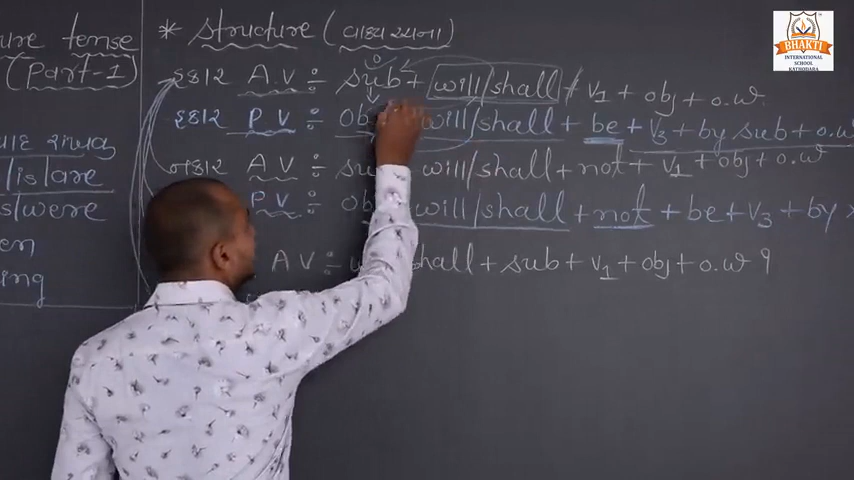 ure tense
(Part-1)
is/are
s/were
en
ing
* Structure (વાક્ય રચના)
હકાર A.V ÷ sub + will/shall + V1 + obj + o.w.
હકાર P.V ÷ ob will/shall + be + V3 + by sub + o.w
નકાર A.V ÷ su will/shall + not + V1 + obj + o.w
P.V ÷ ob will/shall + not + be + V3 + by
A V ÷ w shall + sub + V1 + obj + o.w ?
BHAKTI
INTERNATIONAL
SCHOOL
KATHODARA